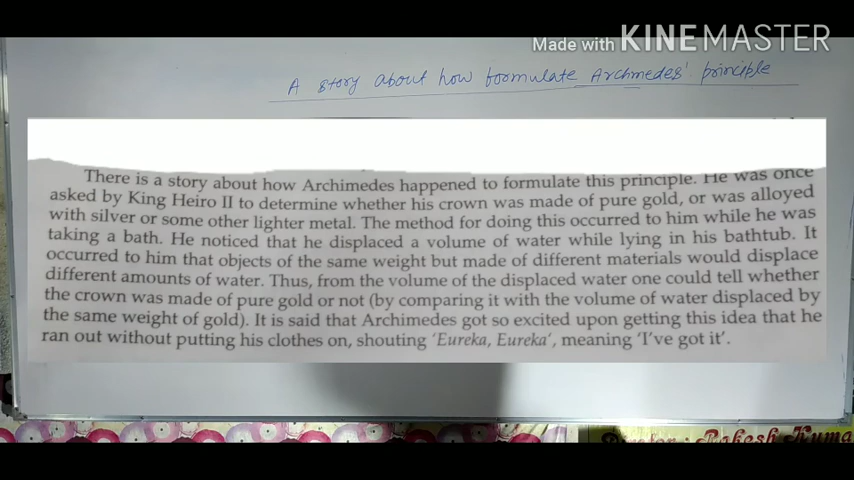 Made with KINEMASTER
A story about how formulate Archmedes' principle
There is a story about how Archimedes happened to formulate this principle. He was once
asked by King Heiro II to determine whether his crown was made of pure gold, or was alloyed
with silver or some other lighter metal. The method for doing this occurred to him while he was
taking a bath. He noticed that he displaced a volume of water while lying in his bathtub. It
occurred to him that objects of the same weight but made of different materials would displace
different amounts of water. Thus, from the volume of the displaced water one could tell whether
the crown was made of pure gold or not (by comparing it with the volume of water displaced by
the same weight of gold). It is said that Archimedes got so excited upon getting this idea that he
ran out without putting his clothes on, shouting 'Eureka, Eureka', meaning 'I've got it'.
Director : Rakesh Kuma